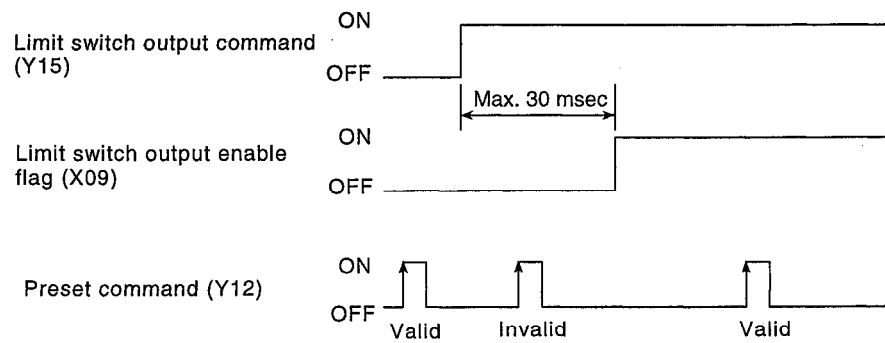 ON
Limit switch output command
(Y15)
OFF
Max. 30 msec
ON
Limit switch output enable
flag (X09)
OFF
ON
Preset command (Y12)
OFF
Valid Invalid Valid